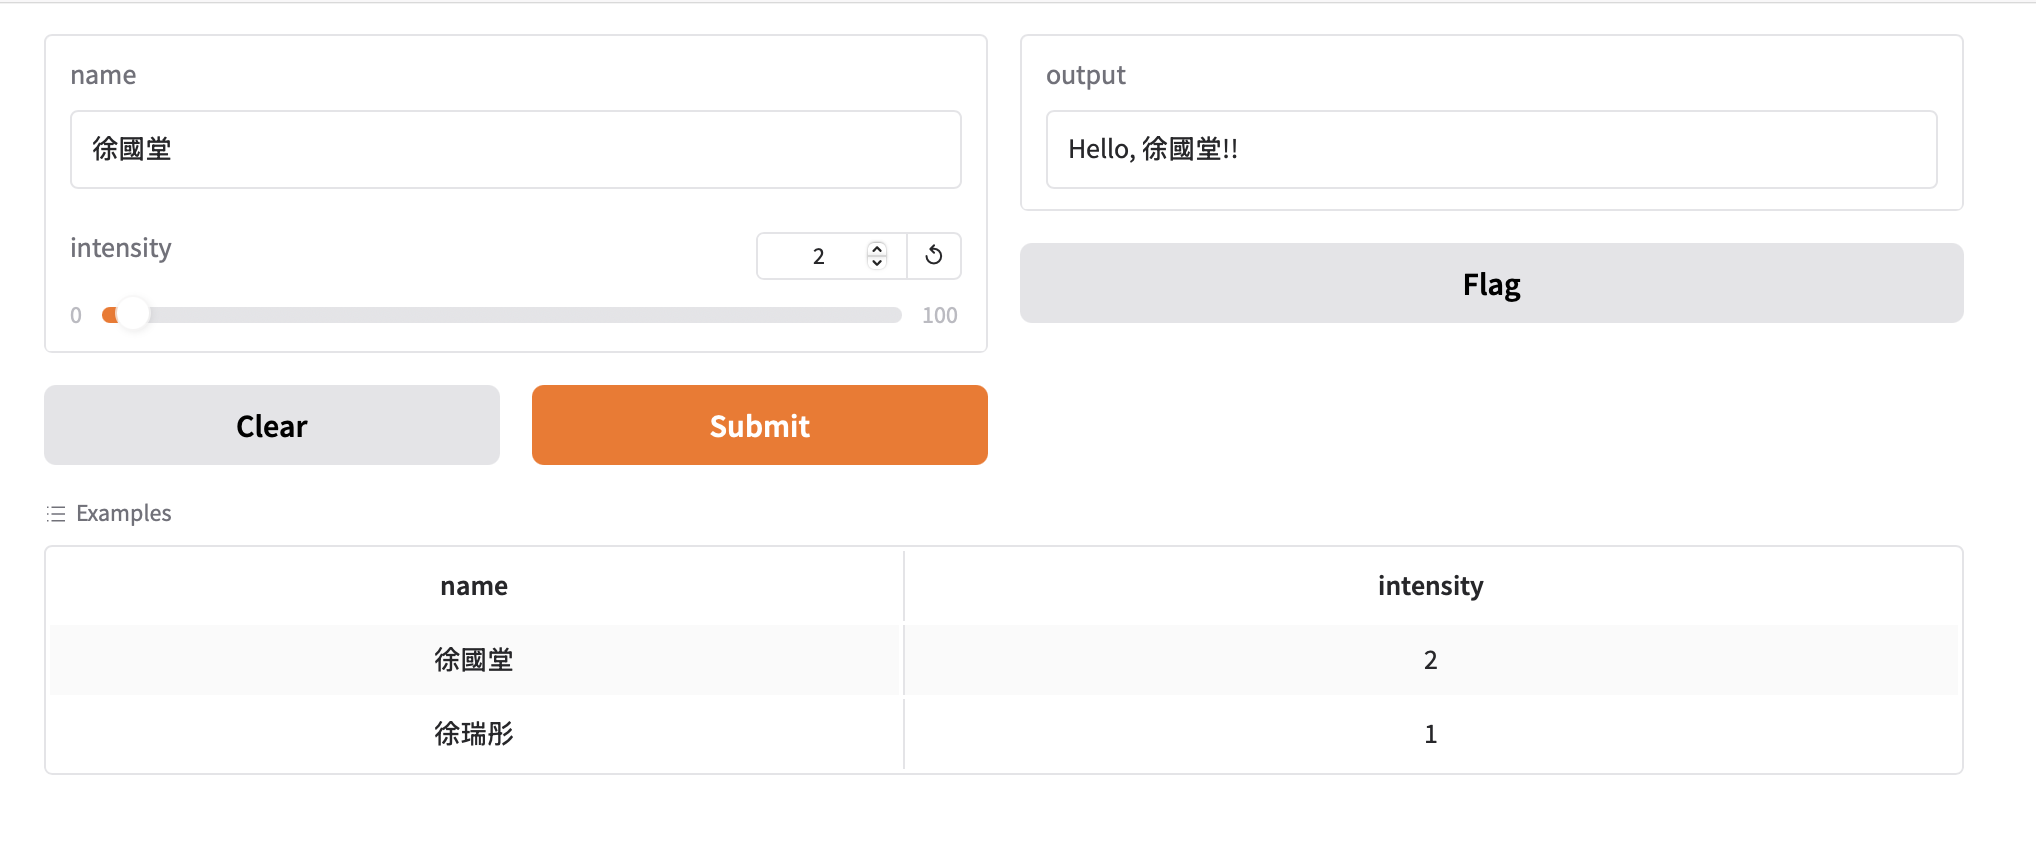 name
徐國堂
intensity
2
0
100
Clear
Submit
output
Hello, 徐國堂!!
Flag
Examples
name intensity
徐國堂 2
徐瑞彤 1